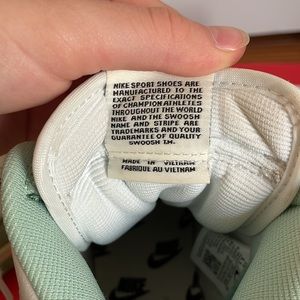 NIKE SPORT SHOES ARE
MANUFACTURED TO THE
EXACT SPECIFICATIONS
OF CHAMPION ATHLETES
THROUGHOUT THE WORLD
NIKE AND THE SWOOSH
NAME AND STRIPE ARE
TRADEMARKS AND YOUR
GUARANTEE OF QUALITY
SWOOSH T.M.
MADE IN VIETNAM
FABRIQUE AU VIETNAM
NIKE